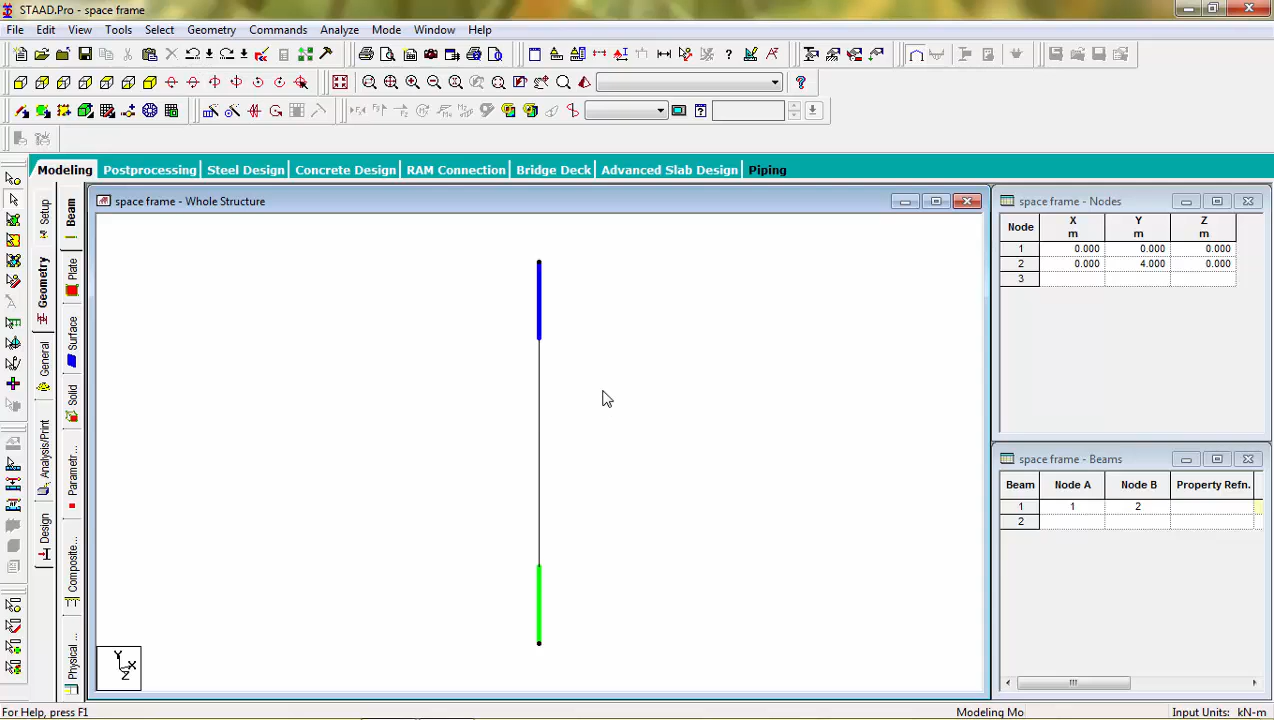 STAAD.Pro - space frame
File Edit View Tools Select Geometry Commands Analyze Mode Window Help
Modeling Postprocessing Steel Design Concrete Design RAM Connection Bridge Deck Advanced Slab Design Piping
Setup
Geometry
General
Analysis/Print
Design
Beam
Plate
Surface
Solid
Parametr...
Composite...
Physical ...
space frame - Whole Structure
Y
X
Z
space frame - Nodes
Node X m Y m Z m
1 0.000 0.000 0.000
2 0.000 4.000 0.000
3
space frame - Beams
Beam Node A Node B Property Refn.
1 1 2
2
For Help, press F1 Modeling Mo Input Units: kN-m